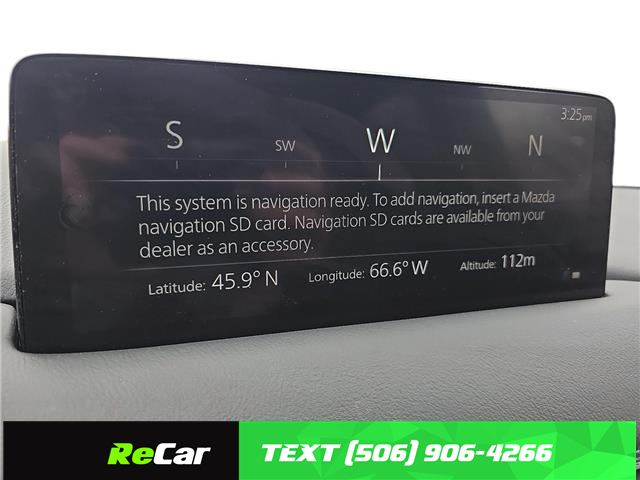 3:25 pm
S SW W NW N
This system is navigation ready. To add navigation, insert a Mazda
navigation SD card. Navigation SD cards are available from your
dealer as an accessory.
Latitude: 45.9° N Longitude: 66.6° W Altitude: 112m
ReCar TEXT (506) 906-4266